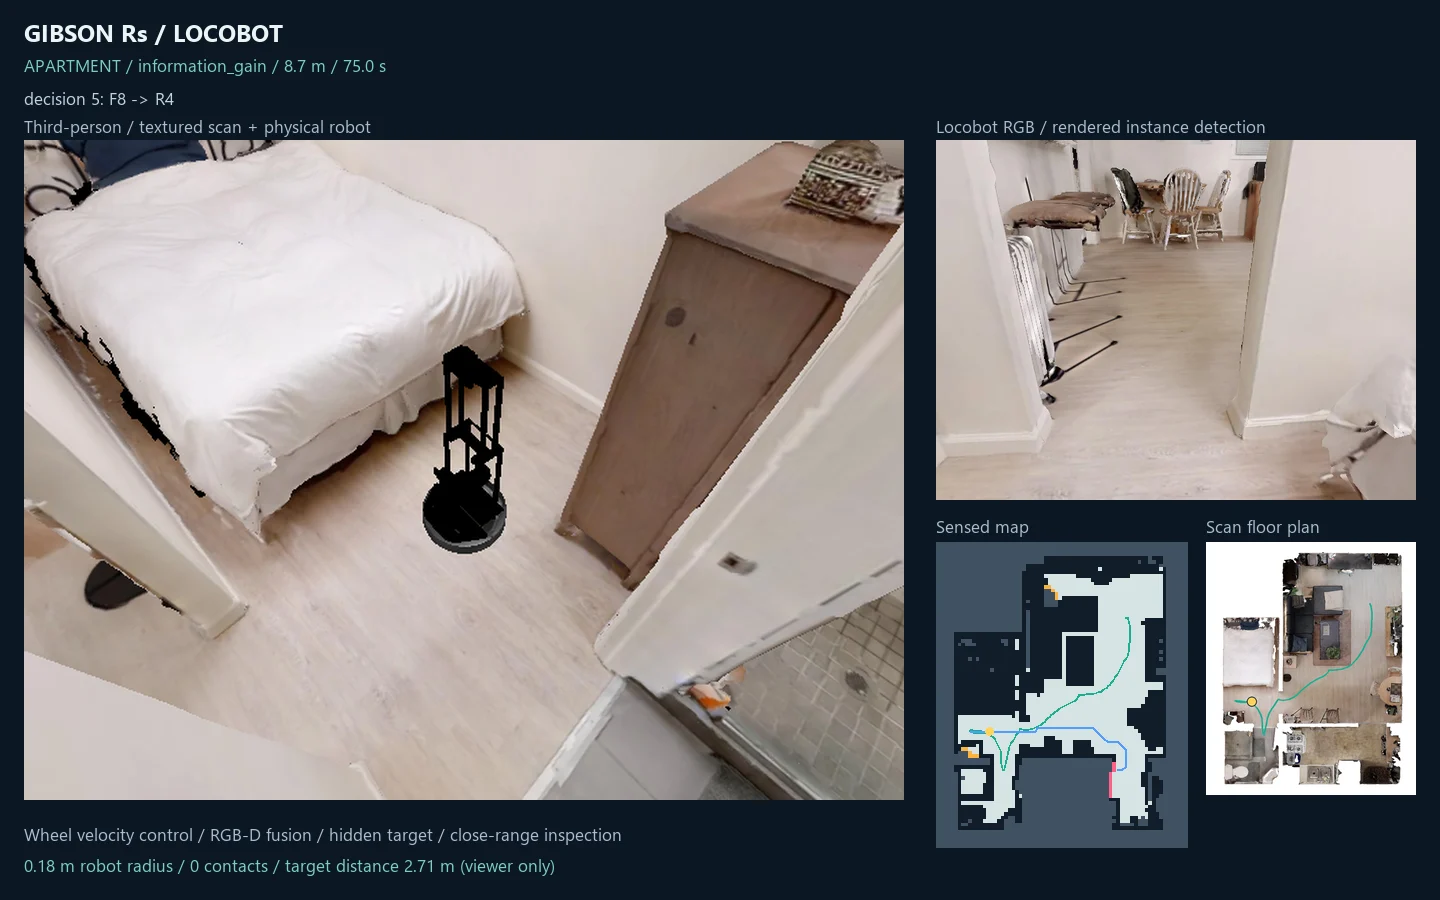 GIBSON Rs / LOCOBOT
APARTMENT / information_gain / 8.7 m / 75.0 s
decision 5: F8 -> R4
Third-person / textured scan + physical robot
Locobot RGB / rendered instance detection
Sensed map
Scan floor plan
Wheel velocity control / RGB-D fusion / hidden target / close-range inspection
0.18 m robot radius / 0 contacts / target distance 2.71 m (viewer only)